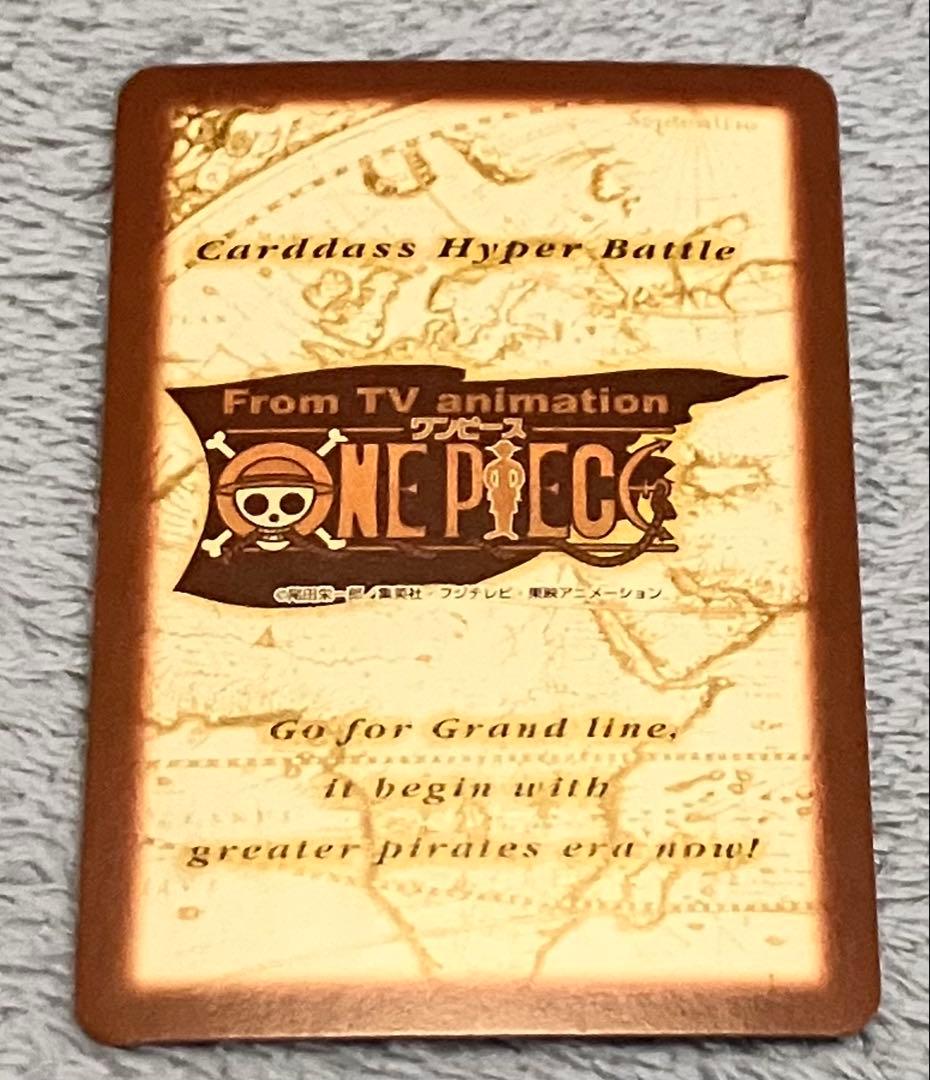 Carddass Hyper Battle
From TV animation
ワンピース
ONE PIECE
©尾田栄一郎/集英社・フジテレビ・東映アニメーション
Go for Grand line,
it begin with
greater pirates era now!